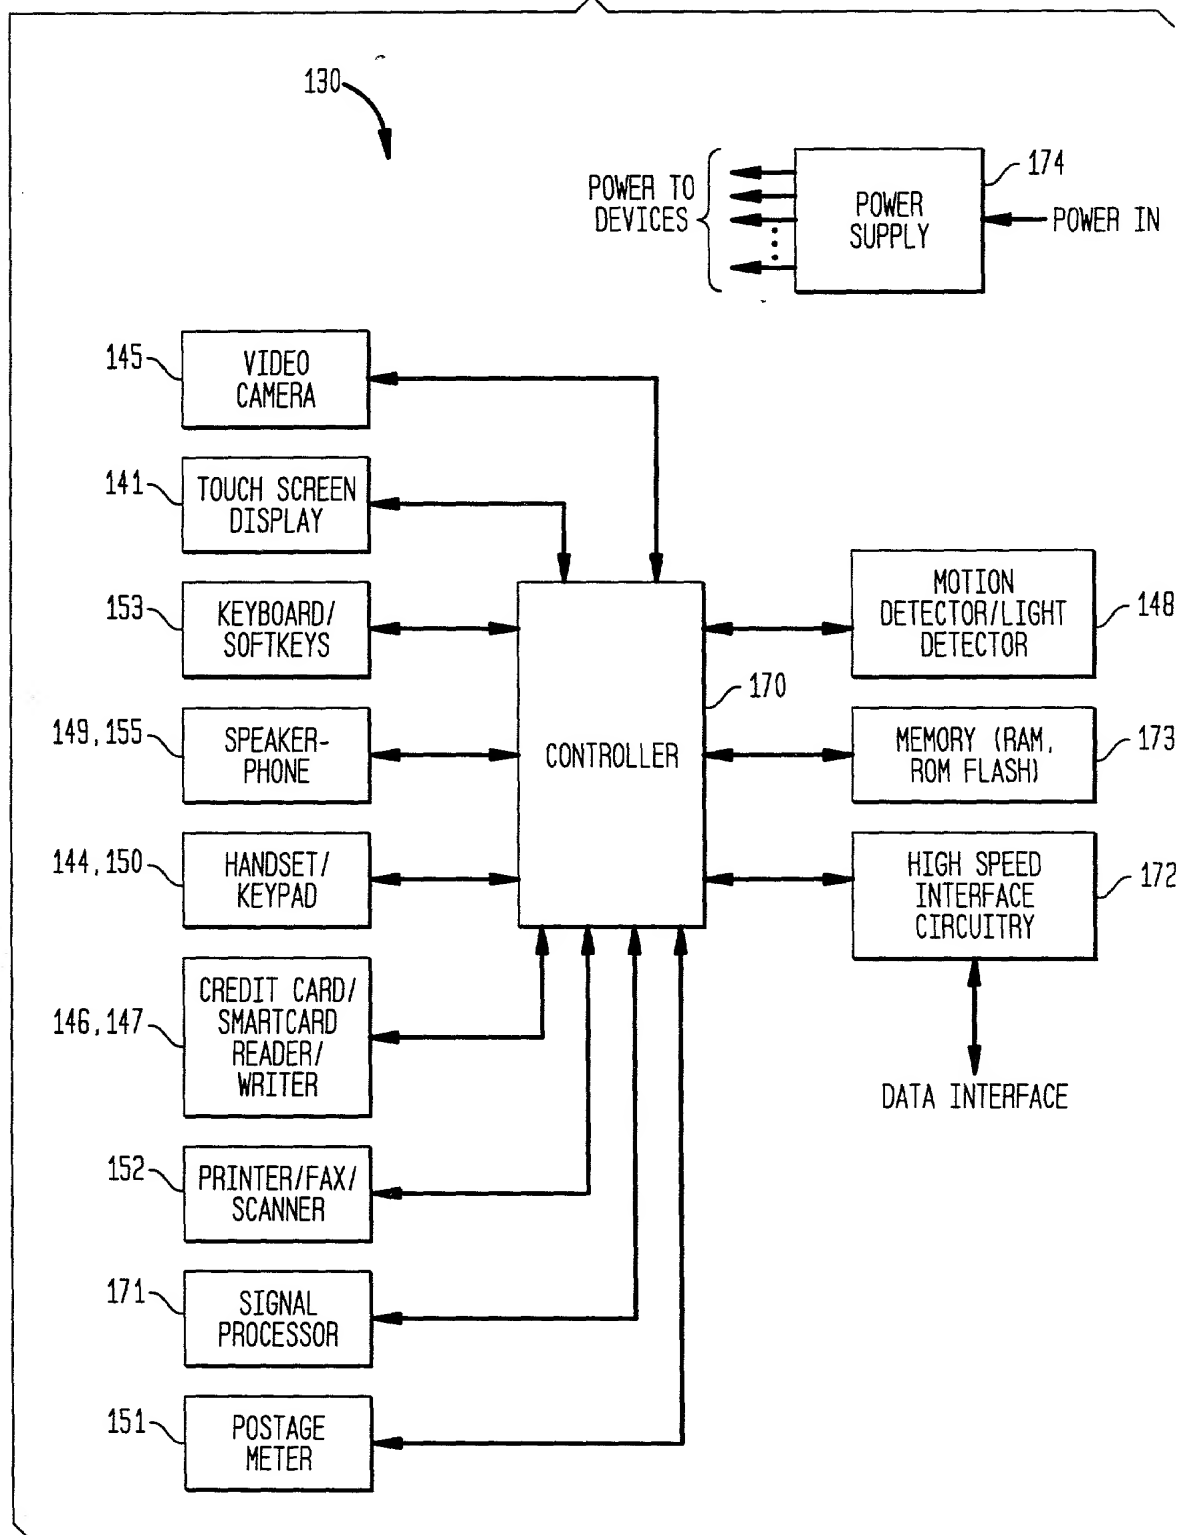 130
POWER TO
DEVICES
POWER
SUPPLY
174
POWER IN
145
VIDEO
CAMERA
141
TOUCH SCREEN
DISPLAY
153
KEYBOARD/
SOFTKEYS
149,155
SPEAKER-
PHONE
144,150
HANDSET/
KEYPAD
146,147
CREDIT CARD/
SMARTCARD
READER/
WRITER
152
PRINTER/FAX/
SCANNER
171
SIGNAL
PROCESSOR
151
POSTAGE
METER
CONTROLLER
170
MOTION
DETECTOR/LIGHT
DETECTOR
148
MEMORY (RAM,
ROM FLASH)
173
HIGH SPEED
INTERFACE
CIRCUITRY
172
DATA INTERFACE